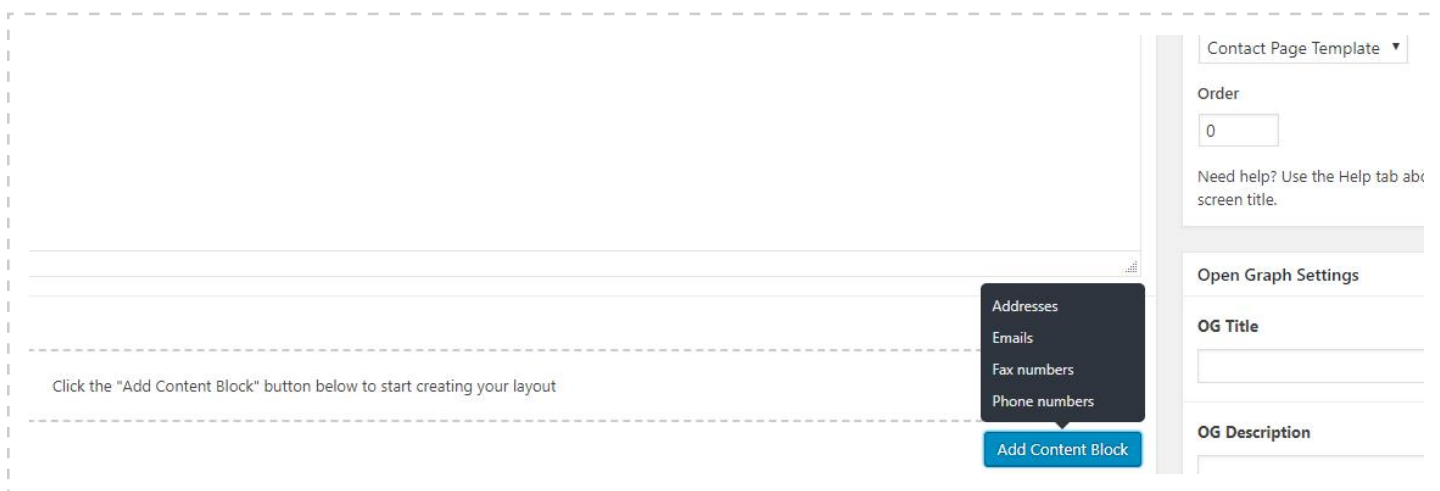 Contact Page Template
Order
0
Need help? Use the Help tab abo
screen title.
Open Graph Settings
Addresses
Emails
Fax numbers
Phone numbers
OG Title
Click the "Add Content Block" button below to start creating your layout
Add Content Block
OG Description